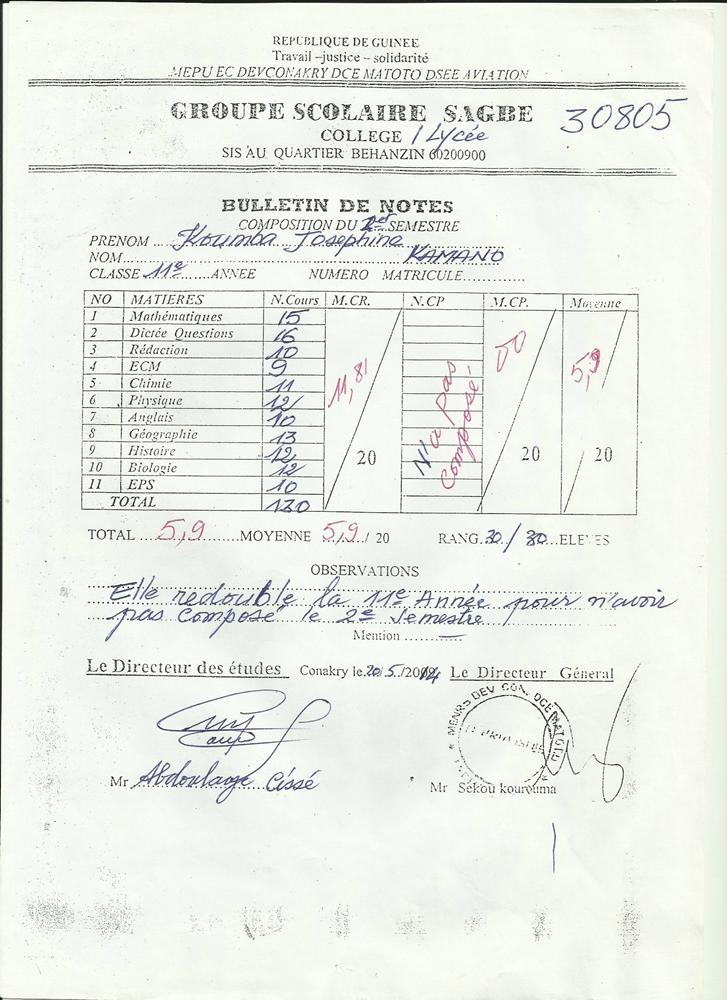 REPUBLIQUE DE GUINEE
Travail –justice – solidarité
MEPU EC DEVCONAKRY DCE MATOTO DSEE AVIATION
GROUPE SCOLAIRE SAGBE 30805
COLLEGE / Lycée
SIS AU QUARTIER BEHANZIN 60200900
BULLETIN DE NOTES
COMPOSITION DU SEMESTRE
PRENOM Koumba Josephine
NOM KAMANO
CLASSE 11e ANNEE NUMERO MATRICULE
NO MATIERES N.Cours M.CR. N.CP M.CP. Moyenne
1 Mathématiques 15
2 Dictée Questions 16
3 Rédaction 10
4 ECM 9
5 Chimie 11
6 Physique 12
7 Anglais 10
8 Géographie 13
9 Histoire 12
10 Biologie 12
11 EPS 10
TOTAL 130
11,81 20
N'a pas composé.
00 20
5,9 20
TOTAL 5,9 MOYENNE 5,9 / 20 RANG 30 / 30 ELEVES
OBSERVATIONS
Elle redouble la 11e Année pour n'avoir
pas Composé le 2e Semestre
Mention —
Le Directeur des études Conakry le 20/5/2014 Le Directeur Général
MENRS DEV CON. DCE MATOTO
Mr Abdoulaye Cissé Mr Sékou kourouma